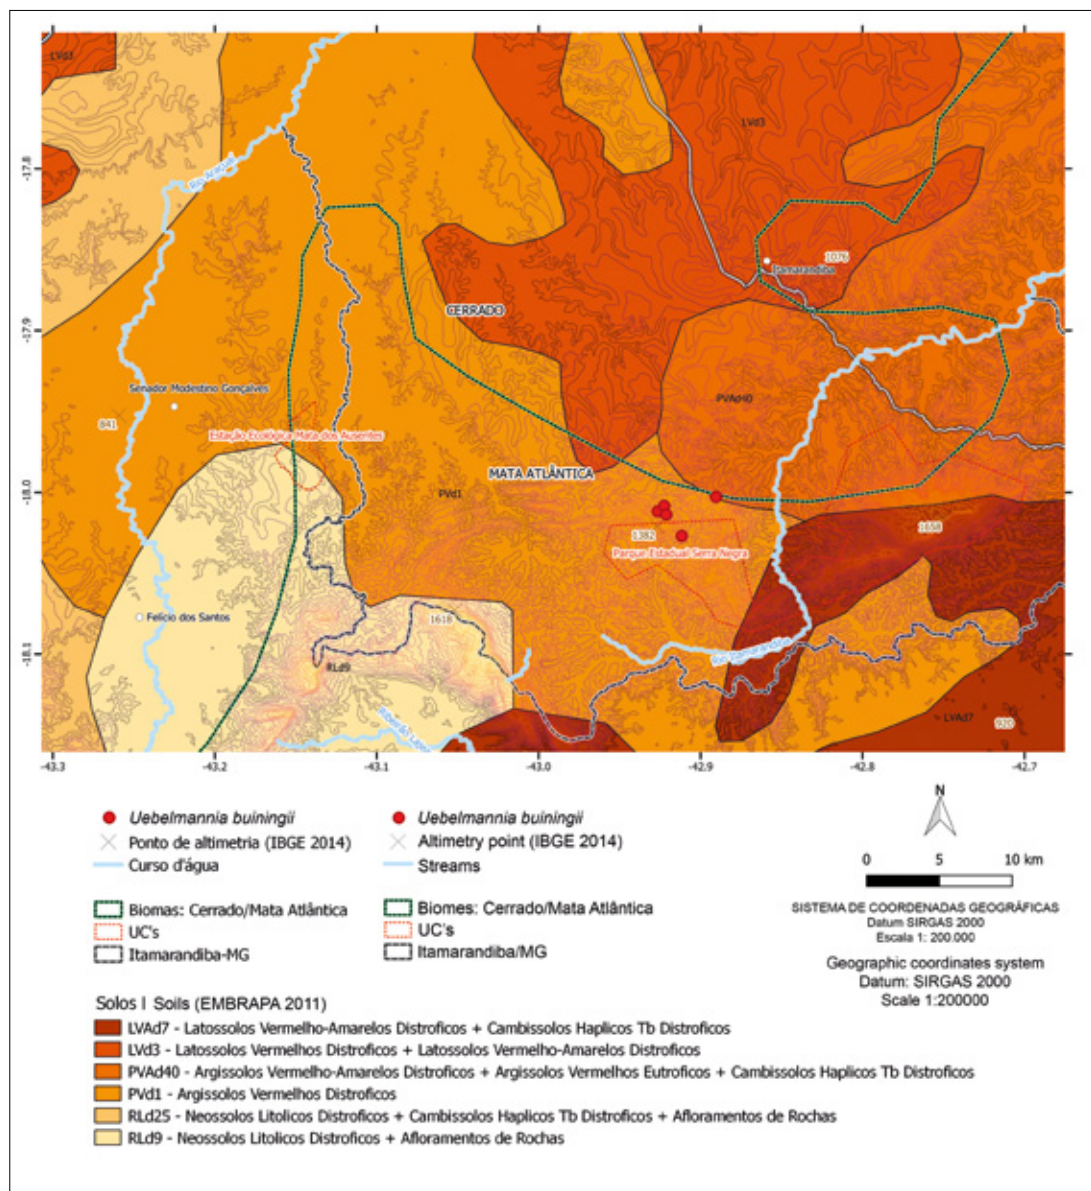 LVd3
LVd3
-17.8
Rio Araçuaí
Itamarandiba
1076
CERRADO
-17.9
Senador Modestino Gonçalves
PVAd40
841
Estação Ecológica Mata dos Ausentes
MATA ATLÂNTICA
-18.0
PVd1
1382
1658
Parque Estadual Serra Negra
Felício dos Santos
1618
Rio Itamarandiba
-18.1
RLd9
LVAd7
920
-43.3
-43.2
-43.1
-43.0
-42.9
-42.8
-42.7
Uebelmannia buiningii
Ponto de altimetria (IBGE 2014)
Curso d'água
Biomas: Cerrado/Mata Atlântica
UC's
Itamarandiba-MG
Uebelmannia buiningii
Altimetry point (IBGE 2014)
Streams
Biomes: Cerrado/Mata Atlântica
UC's
Itamarandiba/MG
N
0 5 10 km
SISTEMA DE COORDENADAS GEOGRÁFICAS
Datum SIRGAS 2000
Escala 1: 200.000
Geographic coordinates system
Datum: SIRGAS 2000
Scale 1:200000
Solos I Soils (EMBRAPA 2011)
LVAd7 - Latossolos Vermelho-Amarelos Distroficos + Cambissolos Haplicos Tb Distroficos
LVd3 - Latossolos Vermelhos Distroficos + Latossolos Vermelho-Amarelos Distroficos
PVAd40 - Argissolos Vermelho-Amarelos Distroficos + Argissolos Vermelhos Eutroficos + Cambissolos Haplicos Tb Distroficos
PVd1 - Argissolos Vermelhos Distroficos
RLd25 - Neossolos Litolicos Distroficos + Cambissolos Haplicos Tb Distroficos + Afloramentos de Rochas
RLd9 - Neossolos Litolicos Distroficos + Afloramentos de Rochas